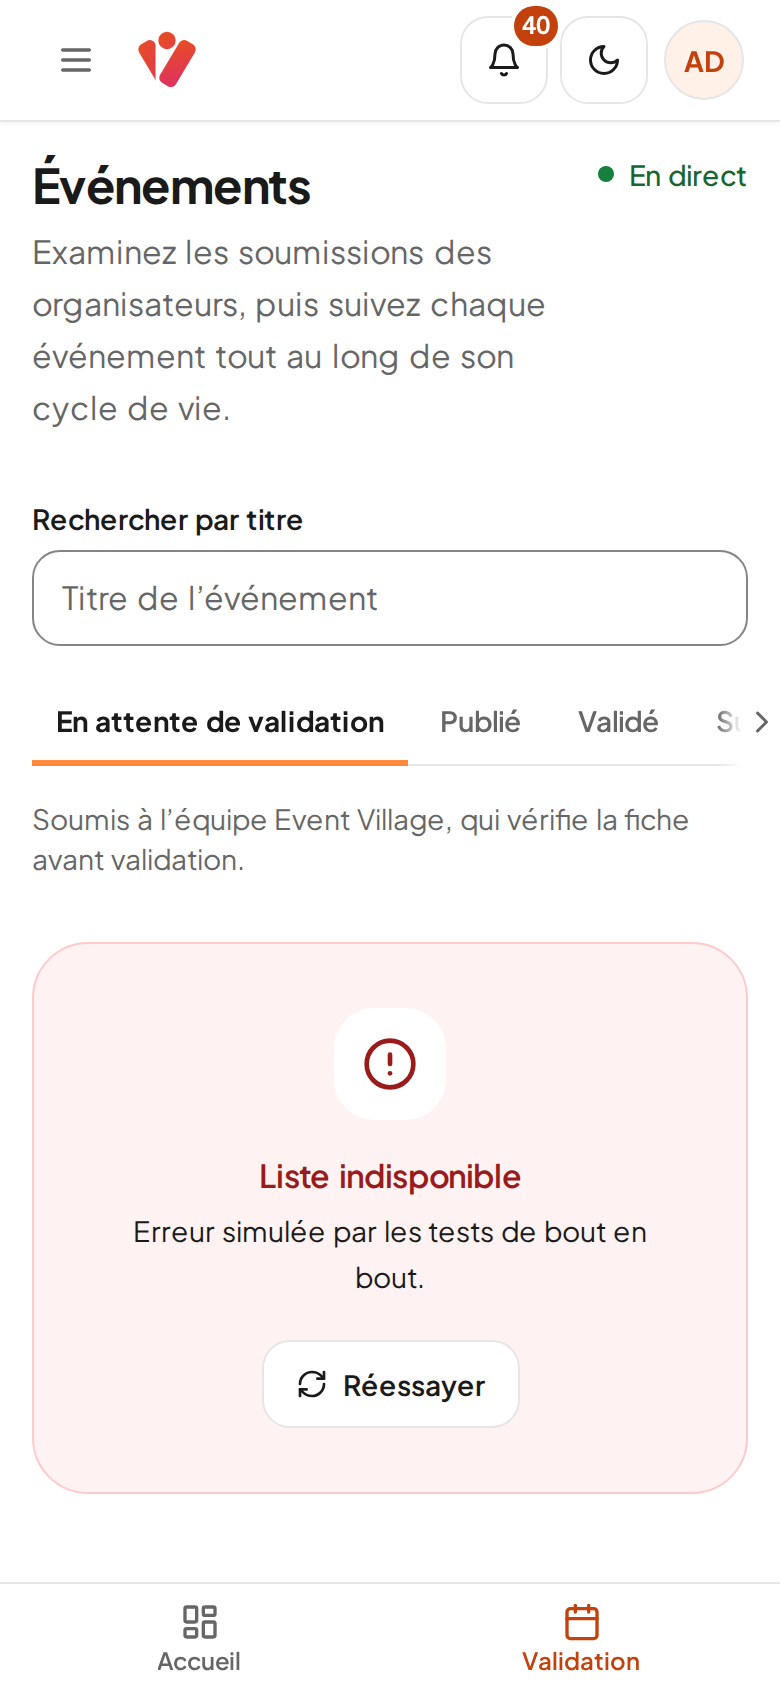 40
AD
Événements
En direct
Examinez les soumissions des
organisateurs, puis suivez chaque
événement tout au long de son
cycle de vie.
Rechercher par titre
Titre de l’événement
En attente de validation Publié Validé
Soumis à l’équipe Event Village, qui vérifie la fiche
avant validation.
Liste indisponible
Erreur simulée par les tests de bout en
bout.
Réessayer
Accueil Validation